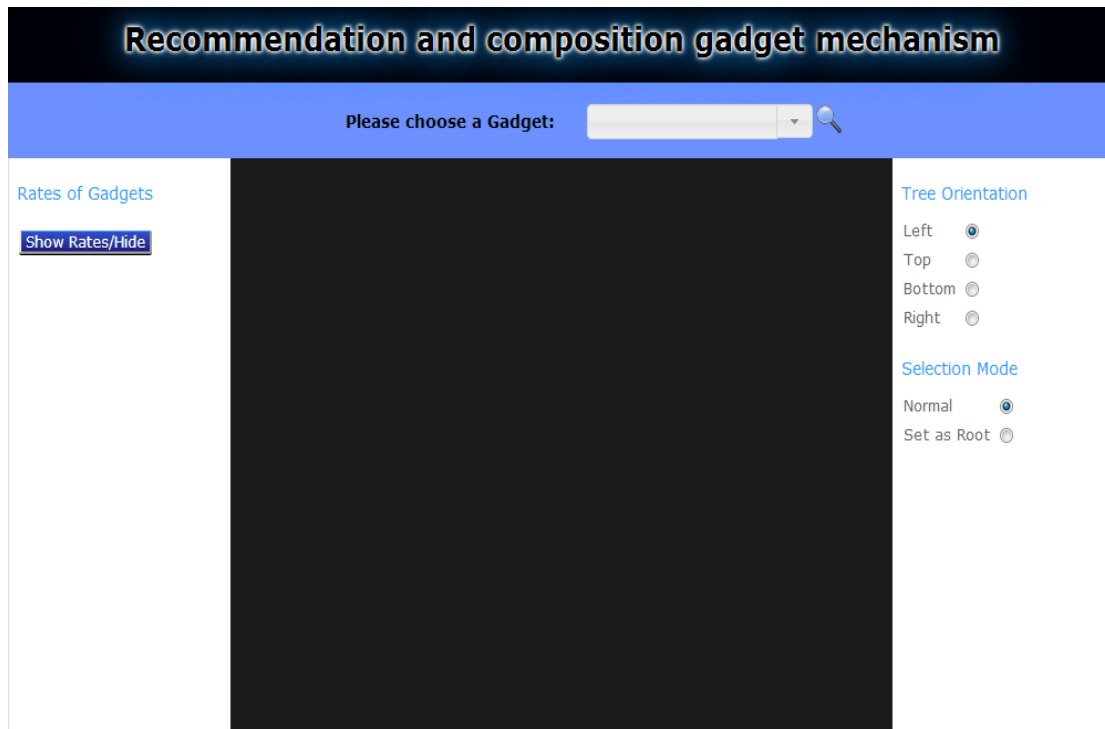 Recommendation and composition gadget mechanism
Please choose a Gadget:
Rates of Gadgets
Show Rates/Hide
Tree Orientation
Left
Top
Bottom
Right
Selection Mode
Normal
Set as Root